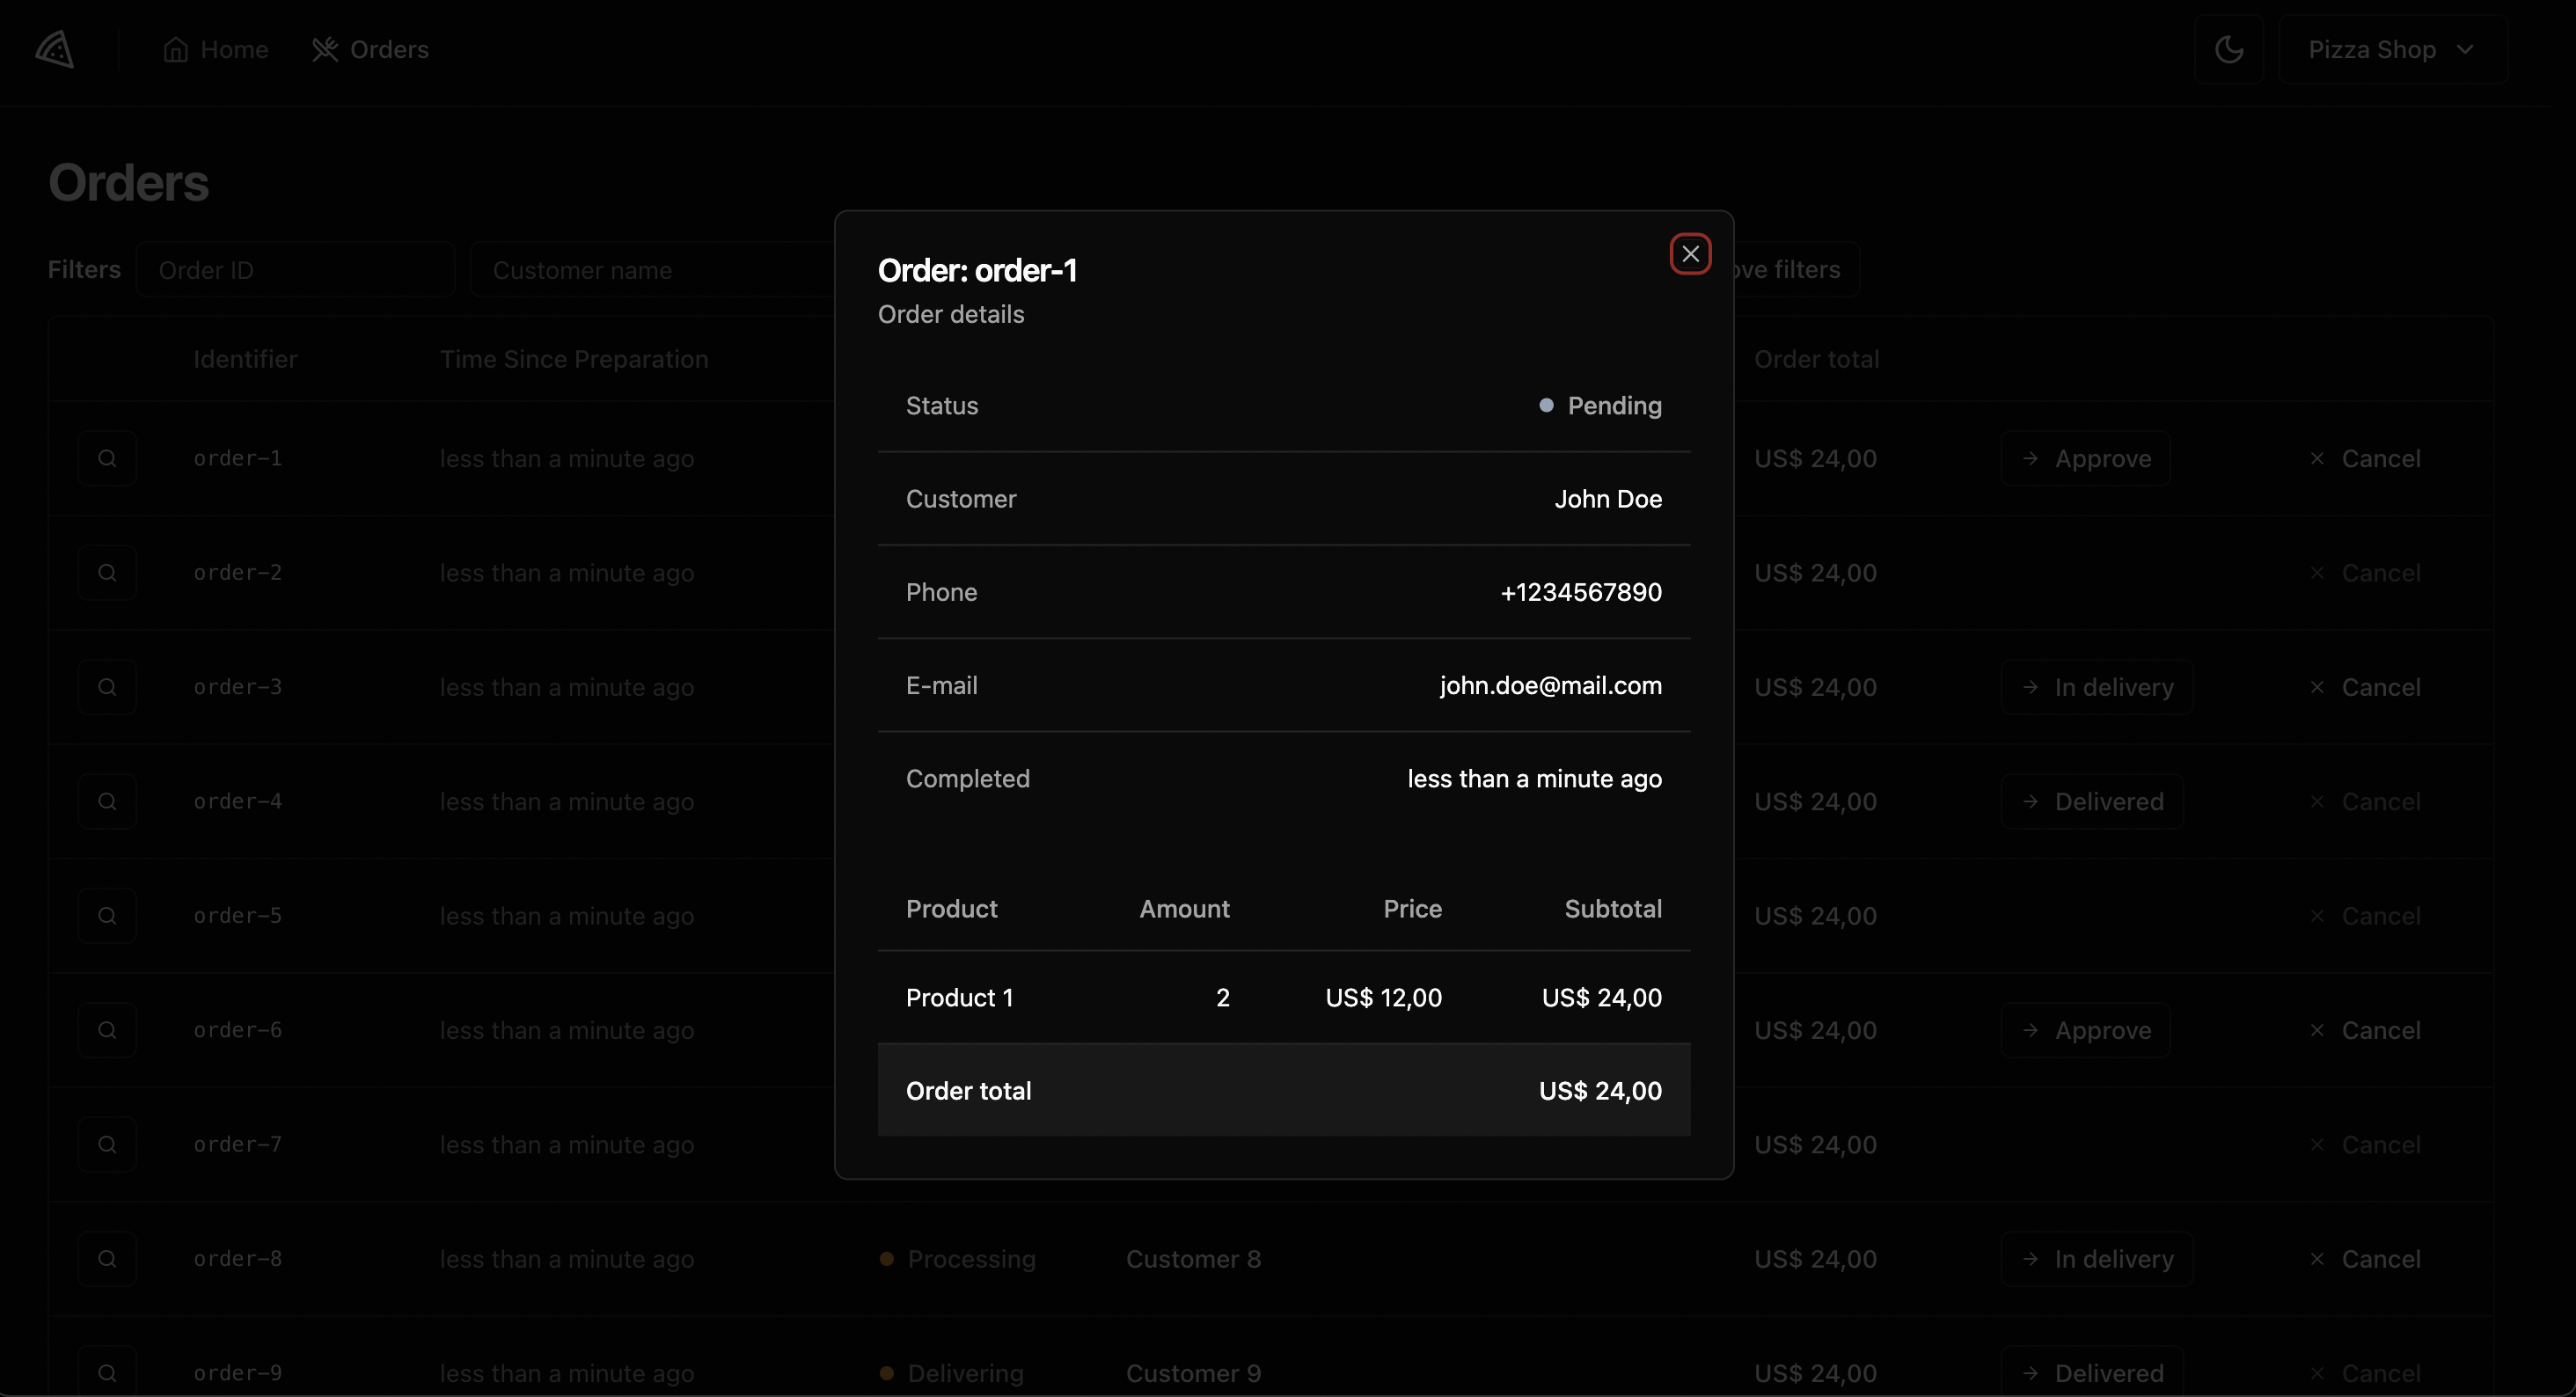 Home Orders Pizza Shop
Orders
Filters Order ID Customer name ove filters
Identifier Time Since Preparation Order total
order-1 less than a minute ago US$ 24,00 Approve Cancel
order-2 less than a minute ago US$ 24,00 Cancel
order-3 less than a minute ago US$ 24,00 In delivery Cancel
order-4 less than a minute ago US$ 24,00 Delivered Cancel
order-5 less than a minute ago US$ 24,00 Cancel
order-6 less than a minute ago US$ 24,00 Approve Cancel
order-7 less than a minute ago US$ 24,00 Cancel
order-8 less than a minute ago Processing Customer 8 US$ 24,00 In delivery Cancel
order-9 less than a minute ago Delivering Customer 9 US$ 24,00 Delivered Cancel
Order: order-1
Order details
Status Pending
Customer John Doe
Phone +1234567890
E-mail john.doe@mail.com
Completed less than a minute ago
Product Amount Price Subtotal
Product 1 2 US$ 12,00 US$ 24,00
Order total US$ 24,00